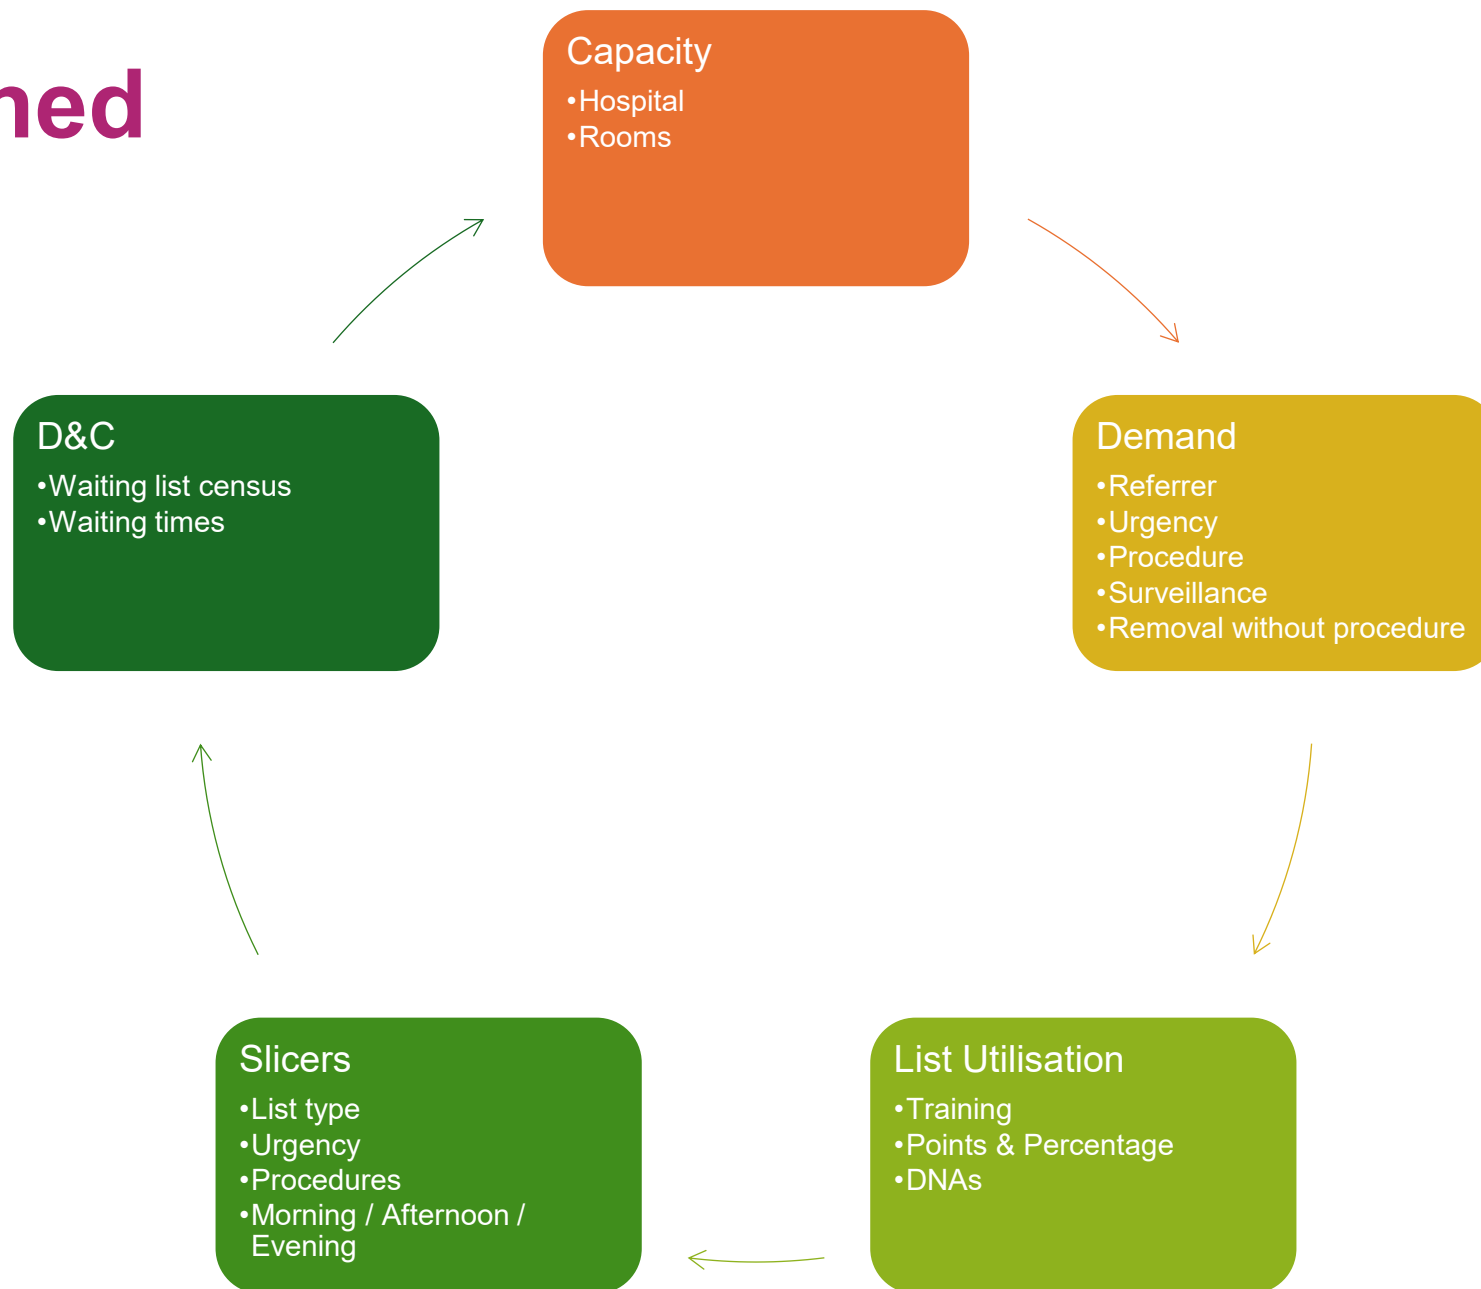 ned
Capacity
•Hospital
•Rooms
Demand
•Referrer
•Urgency
•Procedure
•Surveillance
•Removal without procedure
List Utilisation
•Training
•Points & Percentage
•DNAs
Slicers
•List type
•Urgency
•Procedures
•Morning / Afternoon /
Evening
D&C
•Waiting list census
•Waiting times